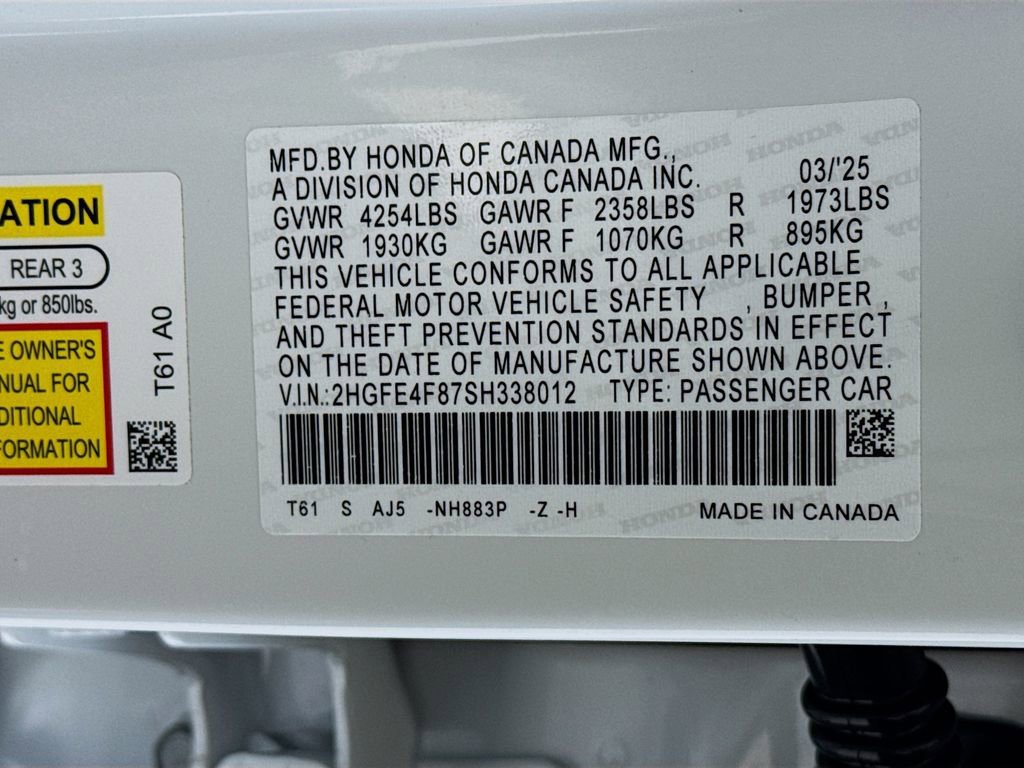 ATION
REAR 3
kg or 850lbs.
E OWNER'S
NUAL FOR
DITIONAL
FORMATION
T61 A0
MFD.BY HONDA OF CANADA MFG.,
A DIVISION OF HONDA CANADA INC. 03/'25
GVWR 4254LBS GAWR F 2358LBS R 1973LBS
GVWR 1930KG GAWR F 1070KG R 895KG
THIS VEHICLE CONFORMS TO ALL APPLICABLE
FEDERAL MOTOR VEHICLE SAFETY , BUMPER ,
AND THEFT PREVENTION STANDARDS IN EFFECT
ON THE DATE OF MANUFACTURE SHOWN ABOVE.
V.I.N.:2HGFE4F87SH338012 TYPE: PASSENGER CAR
T61 S AJ5 -NH883P -Z -H MADE IN CANADA